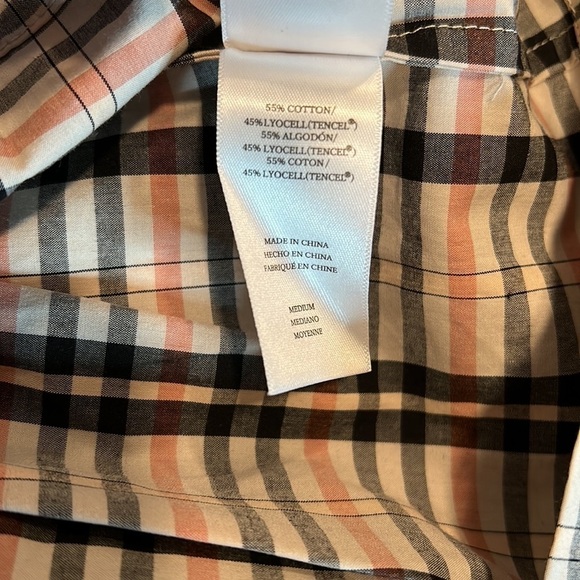 55% COTTON/
45% LYOCELL(TENCEL®)
55% ALGODÓN/
45% LYOCELL(TENCEL®)
55% COTON/
45% LYOCELL(TENCEL®)
MADE IN CHINA
HECHO EN CHINA
FABRIQUÉ EN CHINE
MEDIUM
MEDIANO
MOYENNE